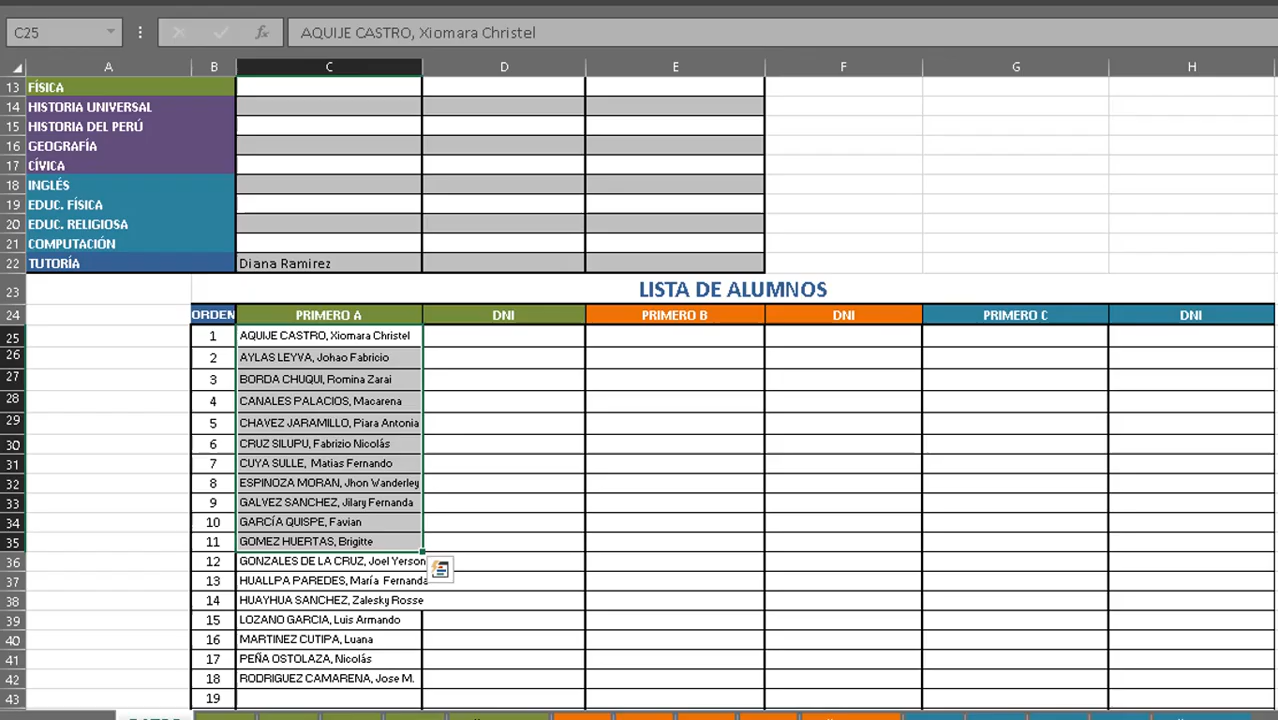 C25 fx AQUIJE CASTRO, Xiomara Christel
A B C D E F G H
13 FÍSICA
14 HISTORIA UNIVERSAL
15 HISTORIA DEL PERÚ
16 GEOGRAFÍA
17 CÍVICA
18 INGLÉS
19 EDUC. FÍSICA
20 EDUC. RELIGIOSA
21 COMPUTACIÓN
22 TUTORÍA Diana Ramirez
23 LISTA DE ALUMNOS
24 ORDEN PRIMERO A DNI PRIMERO B DNI PRIMERO C DNI
25 1 AQUIJE CASTRO, Xiomara Christel
26 2 AYLAS LEYVA, Johao Fabricio
27 3 BORDA CHUQUI, Romina Zarai
28 4 CANALES PALACIOS, Macarena
29 5 CHAVEZ JARAMILLO, Piara Antonia
30 6 CRUZ SILUPU, Fabrizio Nicolás
31 7 CUYA SULLE, Matias Fernando
32 8 ESPINOZA MORAN, Jhon Wanderley
33 9 GALVEZ SANCHEZ, Jilary Fernanda
34 10 GARCÍA QUISPE, Favian
35 11 GOMEZ HUERTAS, Brigitte
36 12 GONZALES DE LA CRUZ, Joel Yerson
37 13 HUALLPA PAREDES, María Fernanda
38 14 HUAYHUA SANCHEZ, Zalesky Rosse
39 15 LOZANO GARCIA, Luis Armando
40 16 MARTINEZ CUTIPA, Luana
41 17 PEÑA OSTOLAZA, Nicolás
42 18 RODRIGUEZ CAMARENA, Jose M.
43 19